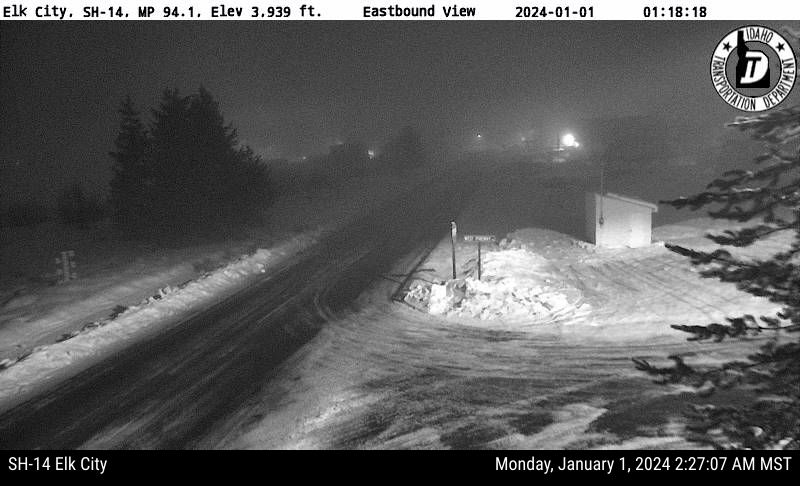 Elk City, SH-14, MP 94.1, Elev 3,939 ft. Eastbound View 2024-01-01 01:18:18
IDAHO
TRANSPORTATION DEPARTMENT
SH-14 Elk City Monday, January 1, 2024 2:27:07 AM MST